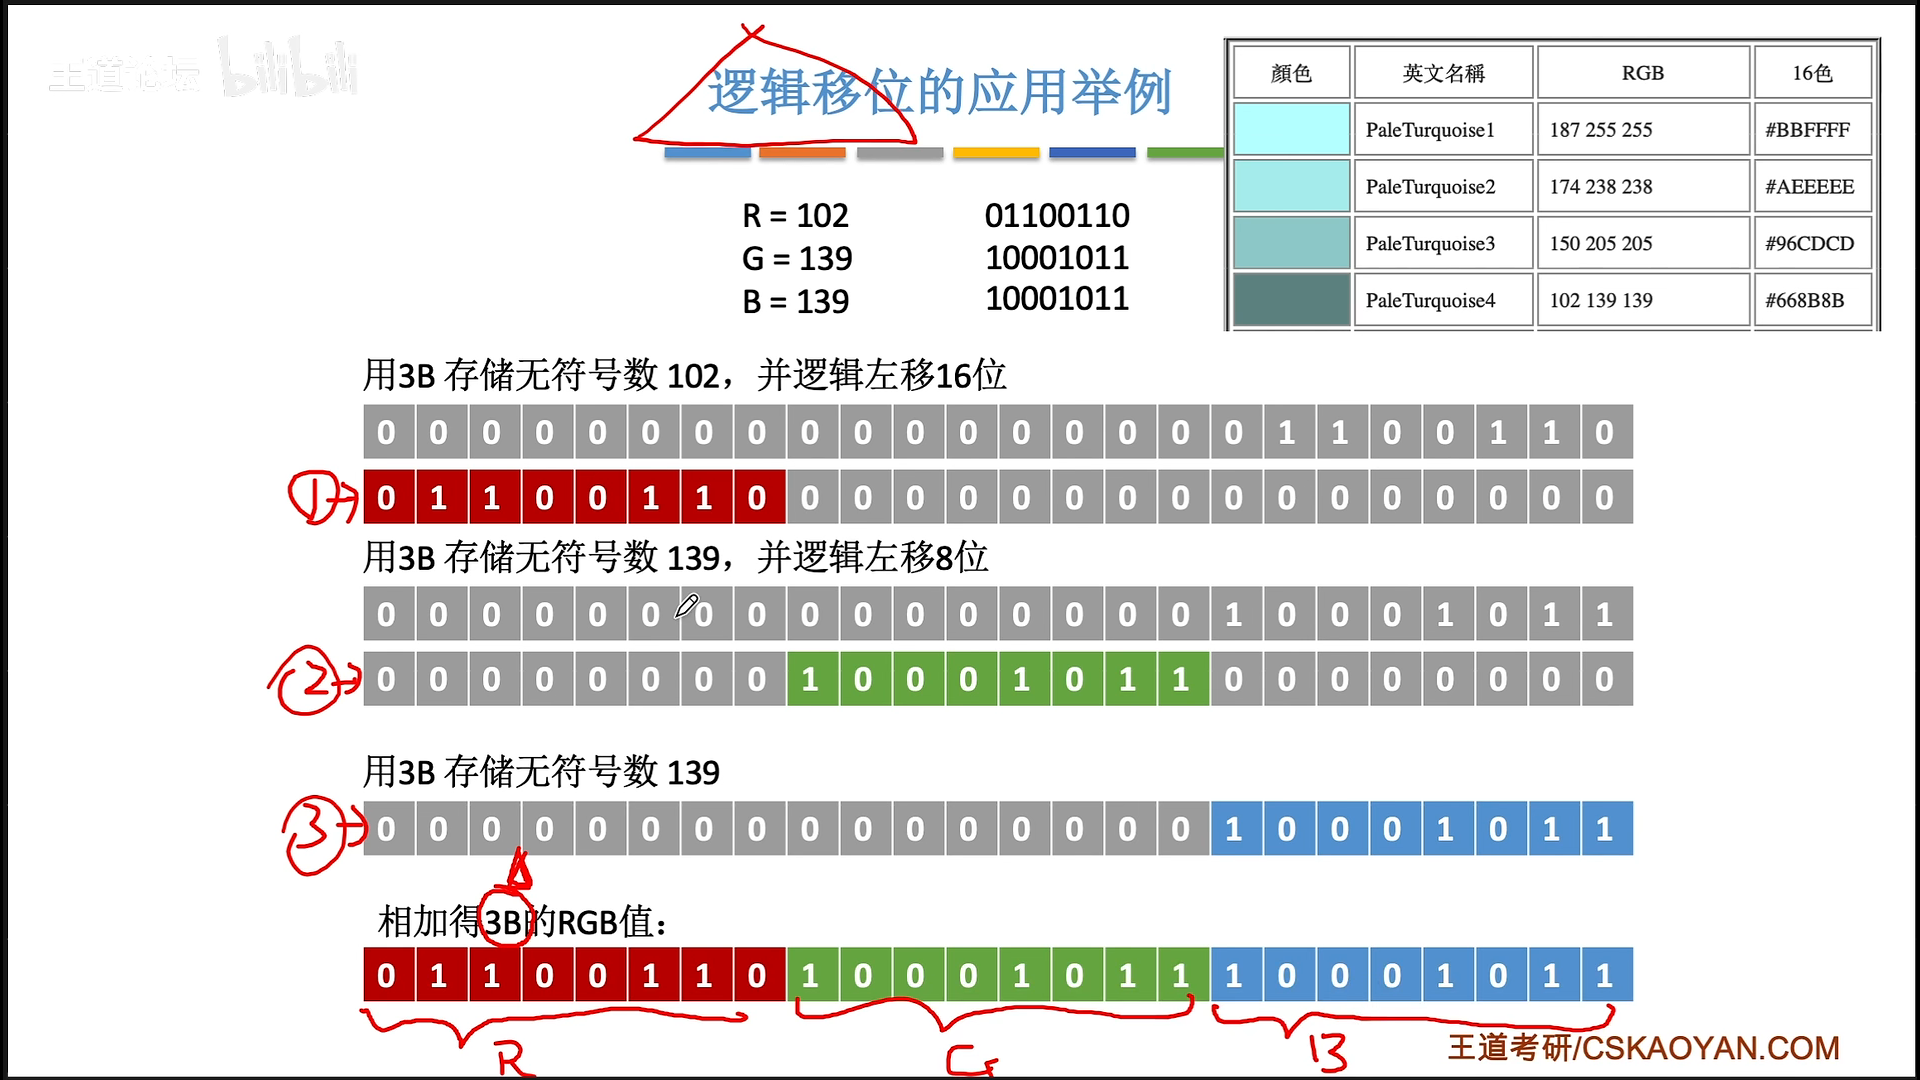 王道论坛 bilibili
逻辑移位的应用举例
顏色 英文名稱 RGB 16色
PaleTurquoise1 187 255 255 #BBFFFF
PaleTurquoise2 174 238 238 #AEEEEE
PaleTurquoise3 150 205 205 #96CDCD
PaleTurquoise4 102 139 139 #668B8B
R = 102 01100110
G = 139 10001011
B = 139 10001011
用3B 存储无符号数 102，并逻辑左移16位
0 0 0 0 0 0 0 0 0 0 0 0 0 0 0 0 0 1 1 0 0 1 1 0
① 0 1 1 0 0 1 1 0 0 0 0 0 0 0 0 0 0 0 0 0 0 0 0 0
用3B 存储无符号数 139，并逻辑左移8位
0 0 0 0 0 0 0 0 0 0 0 0 0 0 0 0 1 0 0 0 1 0 1 1
② 0 0 0 0 0 0 0 0 1 0 0 0 1 0 1 1 0 0 0 0 0 0 0 0
用3B 存储无符号数 139
③ 0 0 0 0 0 0 0 0 0 0 0 0 0 0 0 0 1 0 0 0 1 0 1 1
相加得3B的RGB值：
0 1 1 0 0 1 1 0 1 0 0 0 1 0 1 1 1 0 0 0 1 0 1 1
R G B
王道考研/CSKAOYAN.COM